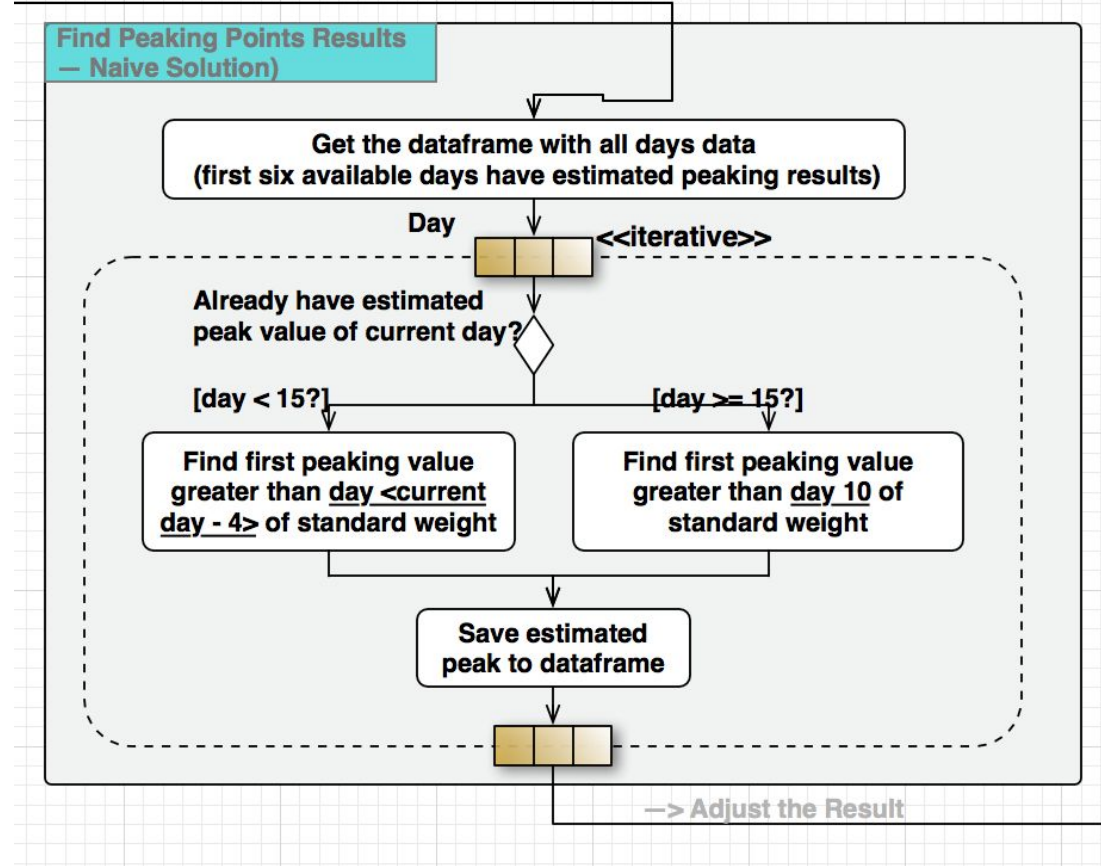 Find Peaking Points Results
— Naive Solution)
Get the dataframe with all days data
(first six available days have estimated peaking results)
Day
<<iterative>>
Already have estimated
peak value of current day?
[day < 15?]
[day >= 15?]
Find first peaking value
greater than day <current
day - 4> of standard weight
Find first peaking value
greater than day 10 of
standard weight
Save estimated
peak to dataframe
—> Adjust the Result